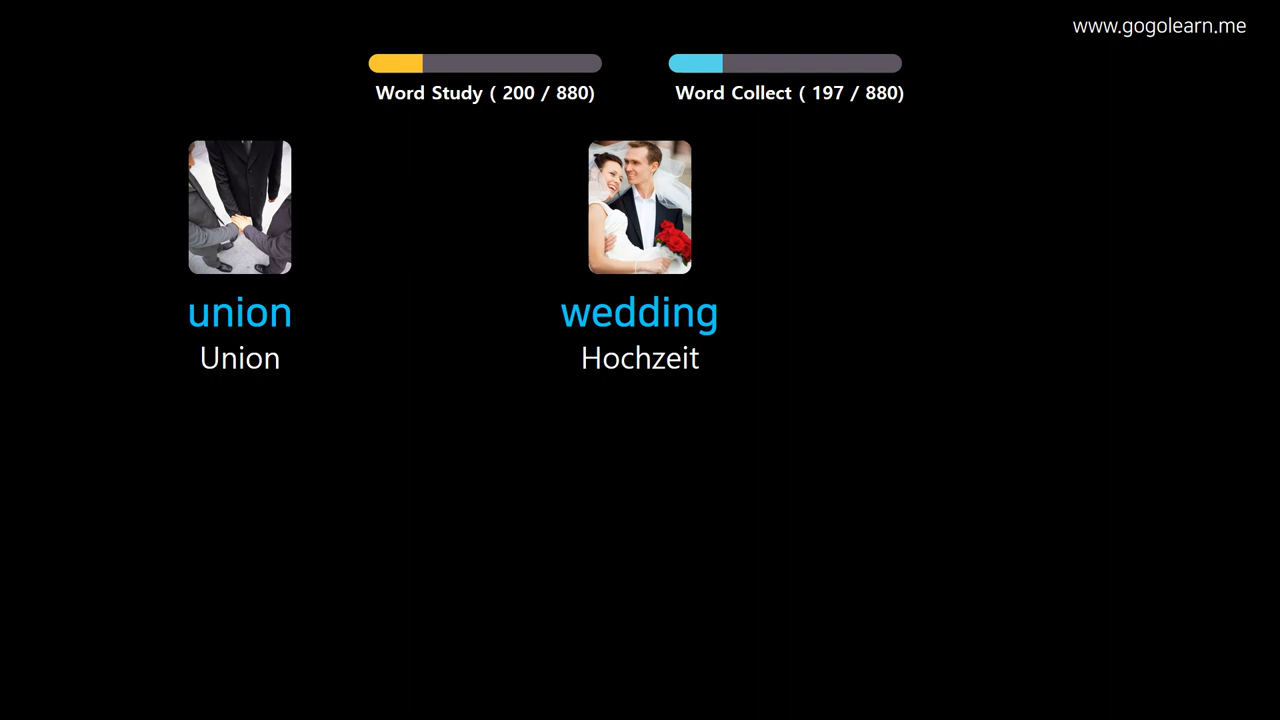 www.gogolearn.me
Word Study ( 200 / 880)
Word Collect ( 197 / 880)
union
Union
wedding
Hochzeit